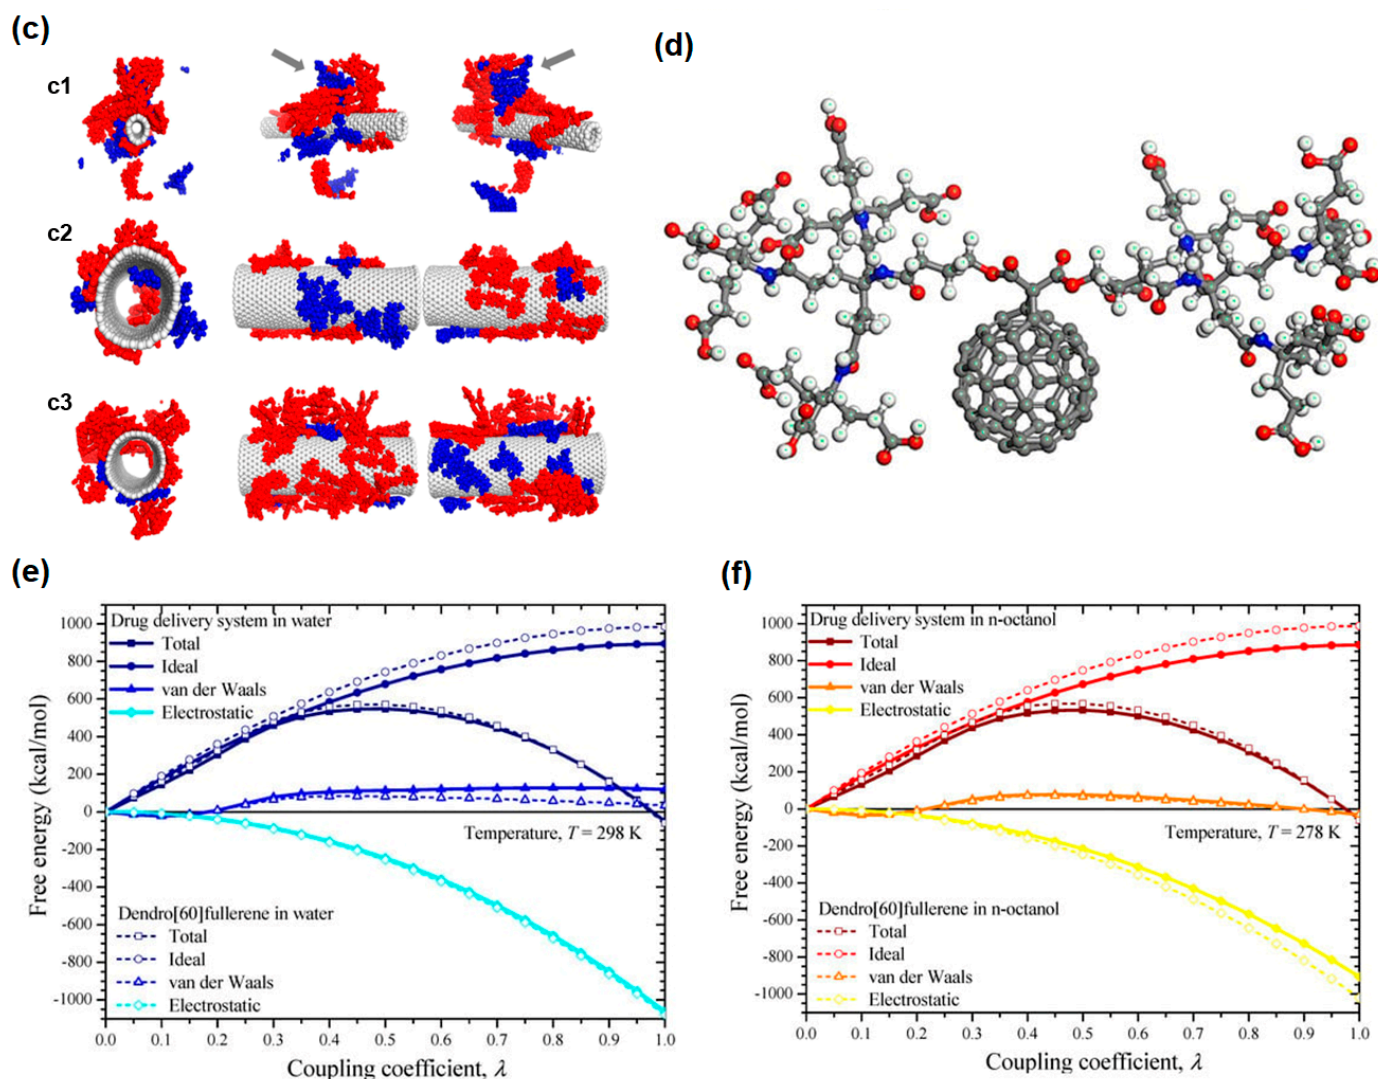 (c)
(d)
c1
c2
c3
(e)
(f)
1000
800
600
400
200
0
-200
-400
-600
-800
-1000
Free energy (kcal/mol)
Drug delivery system in water
Total
Ideal
van der Waals
Electrostatic
Temperature, T = 298 K
Dendro[60]fullerene in water
Total
Ideal
van der Waals
Electrostatic
0.0 0.1 0.2 0.3 0.4 0.5 0.6 0.7 0.8 0.9 1.0
Coupling coefficient, λ
1000
800
600
400
200
0
-200
-400
-600
-800
-1000
Free energy (kcal/mol)
Drug delivery system in n-octanol
Total
Ideal
van der Waals
Electrostatic
Temperature, T = 278 K
Dendro[60]fullerene in n-octanol
Total
Ideal
van der Waals
Electrostatic
0.0 0.1 0.2 0.3 0.4 0.5 0.6 0.7 0.8 0.9 1.0
Coupling coefficient, λ